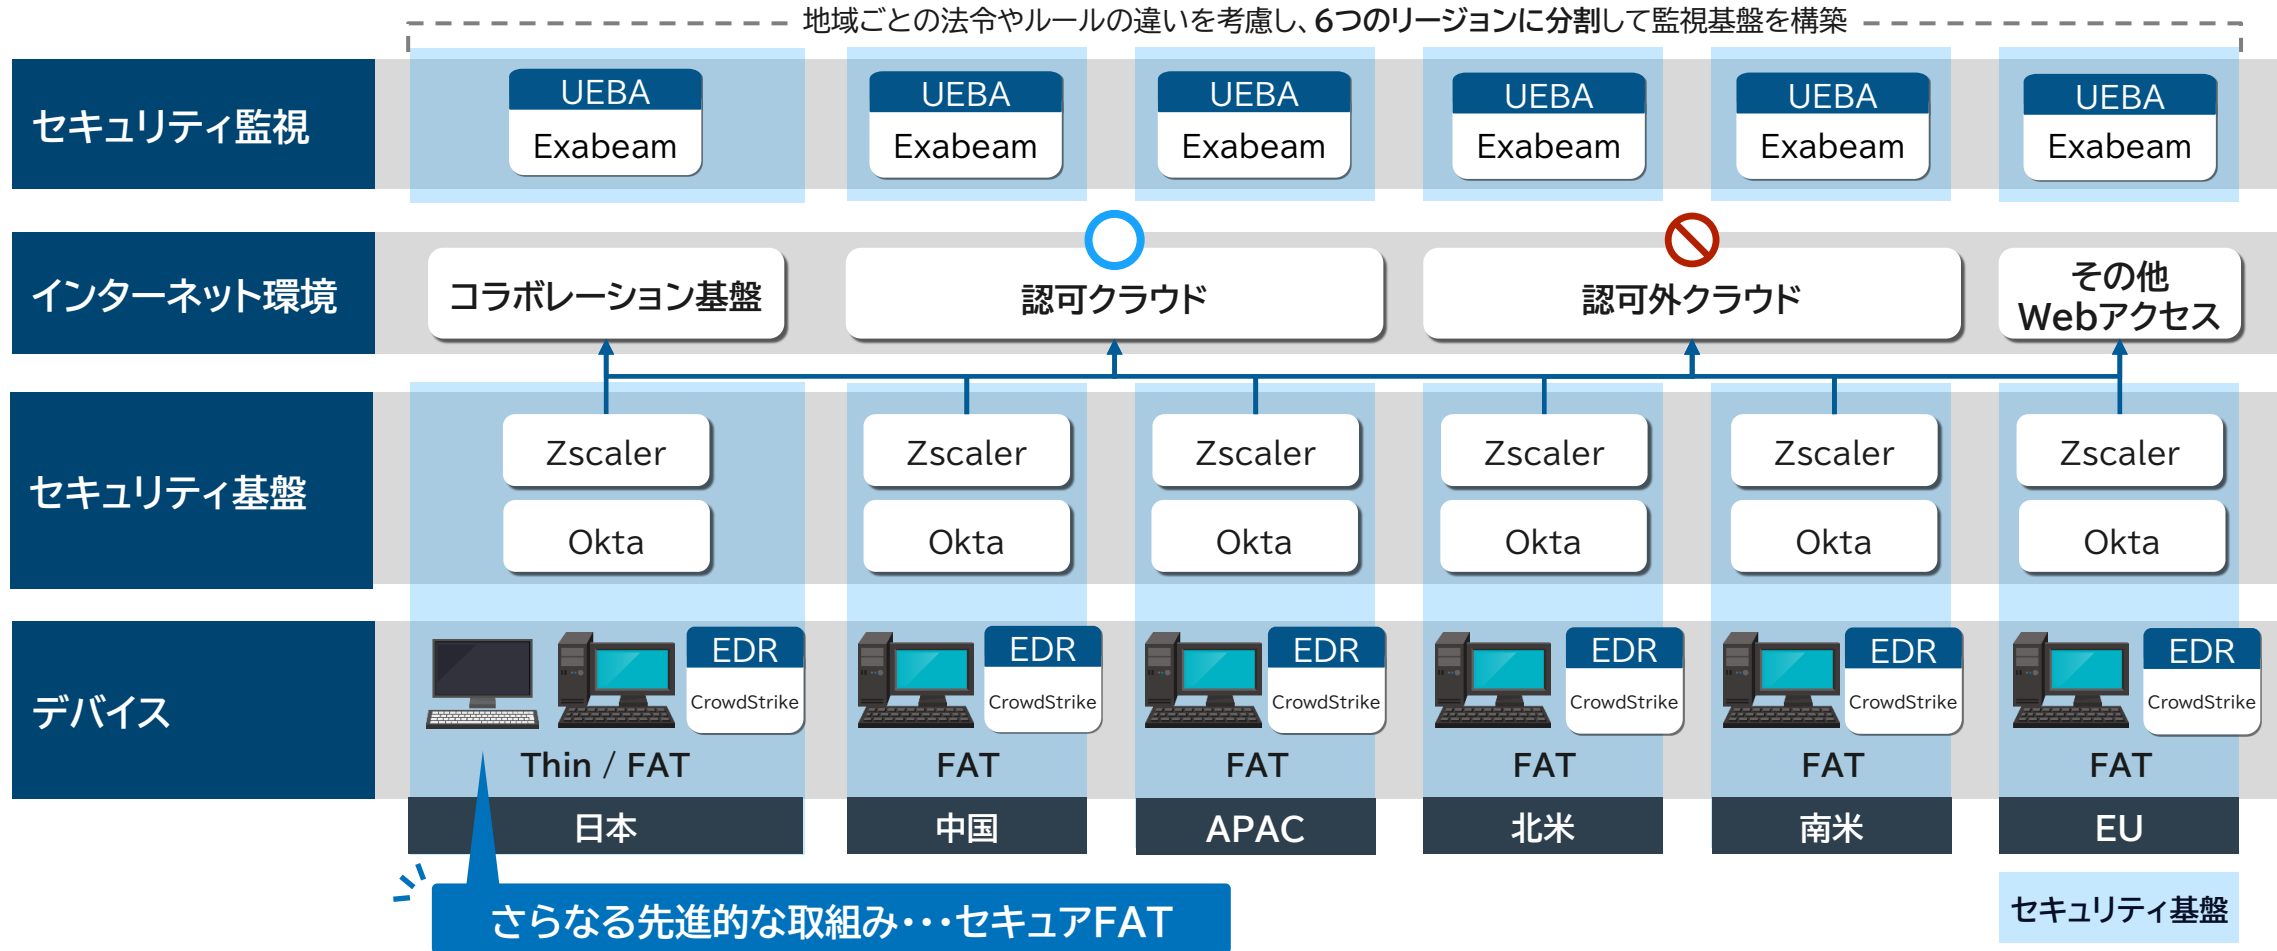 地域ごとの法令やルールの違いを考慮し、6つのリージョンに分割して監視基盤を構築
セキュリティ監視
UEBA
Exabeam
UEBA
Exabeam
UEBA
Exabeam
UEBA
Exabeam
UEBA
Exabeam
UEBA
Exabeam
インターネット環境
コラボレーション基盤
認可クラウド
認可外クラウド
その他
Webアクセス
セキュリティ基盤
Zscaler
Zscaler
Zscaler
Zscaler
Zscaler
Zscaler
Okta
Okta
Okta
Okta
Okta
Okta
デバイス
EDR
CrowdStrike
EDR
CrowdStrike
EDR
CrowdStrike
EDR
CrowdStrike
EDR
CrowdStrike
EDR
CrowdStrike
Thin / FAT
FAT
FAT
FAT
FAT
FAT
日本
中国
APAC
北米
南米
EU
さらなる先進的な取組み・・・セキュアFAT
セキュリティ基盤